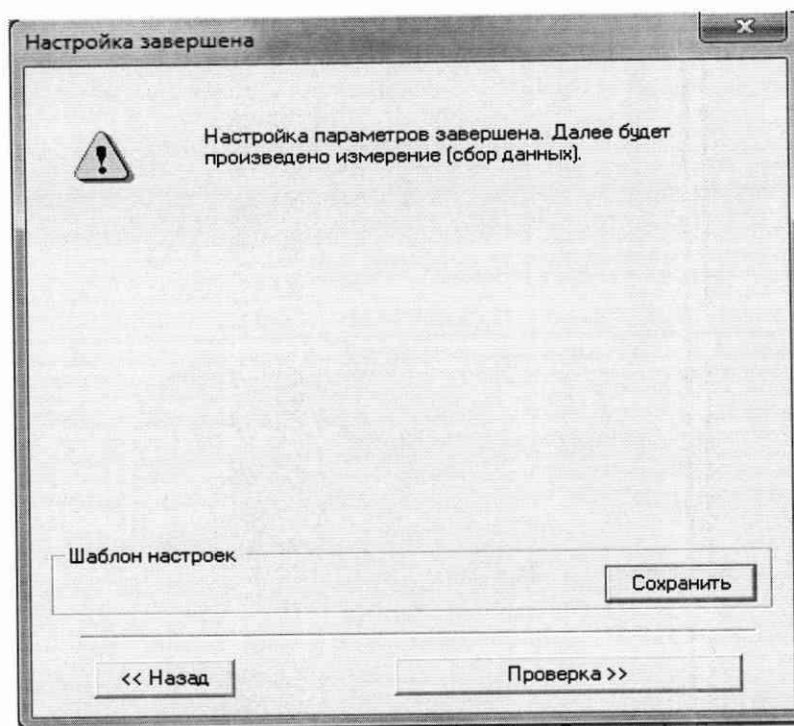 Настройка завершена
Настройка параметров завершена. Далее будет
произведено измерение (сбор данных).
Шаблон настроек
Сохранить
<< Назад
Проверка >>